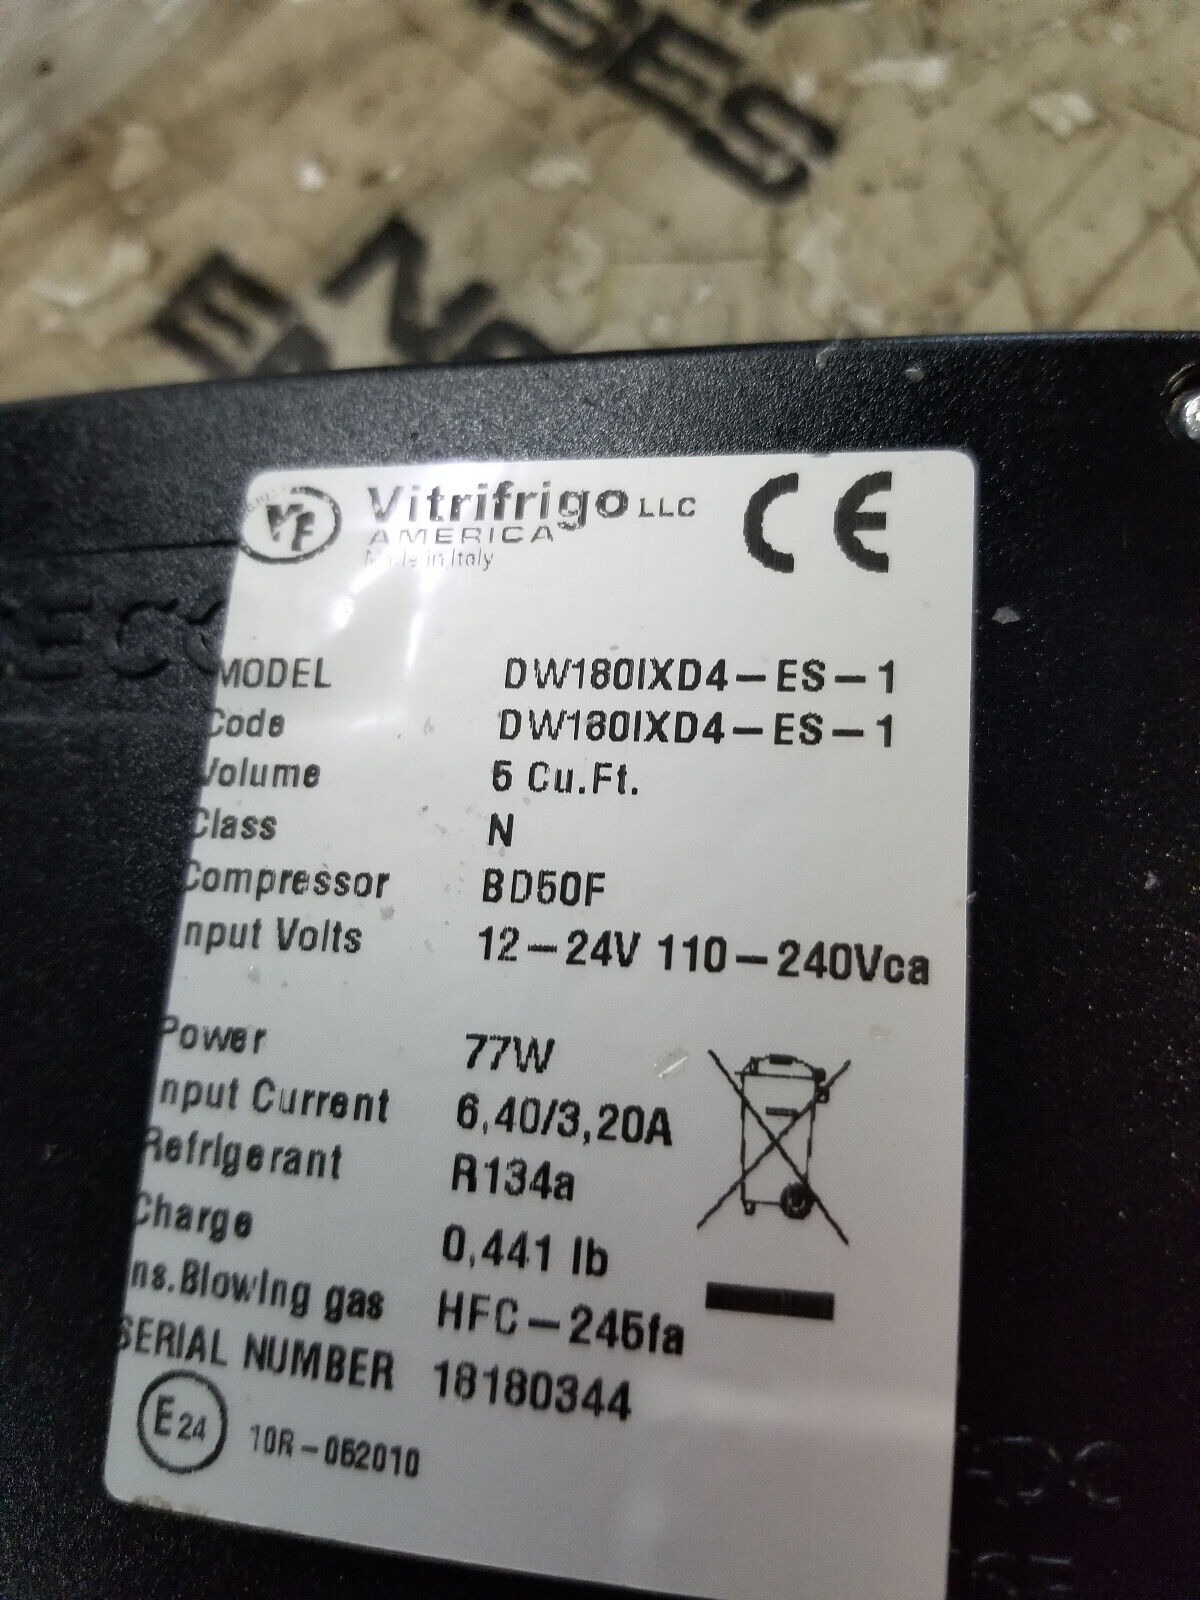 ES
VF Vitrifrigo LLC CE
AMERICA
Made in Italy
MODEL DW180IXD4-ES-1
Code DW180IXD4-ES-1
Volume 5 Cu.Ft.
Class N
Compressor BD50F
Input Volts 12-24V 110-240Vca
Power 77W
Input Current 6,40/3,20A
Refrigerant R134a
Charge 0,441 lb
Ins.Blowing gas HFC-245fa
SERIAL NUMBER 18180344
E24 10R-052010